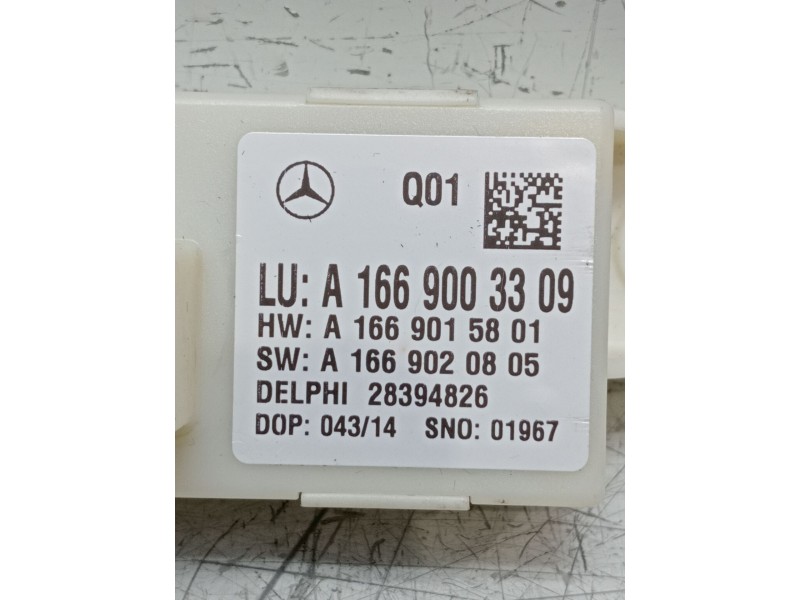 Q01
LU: A 166 900 33 09
HW: A 166 901 58 01
SW: A 166 902 08 05
DELPHI 28394826
DOP: 043/14 SNO: 01967